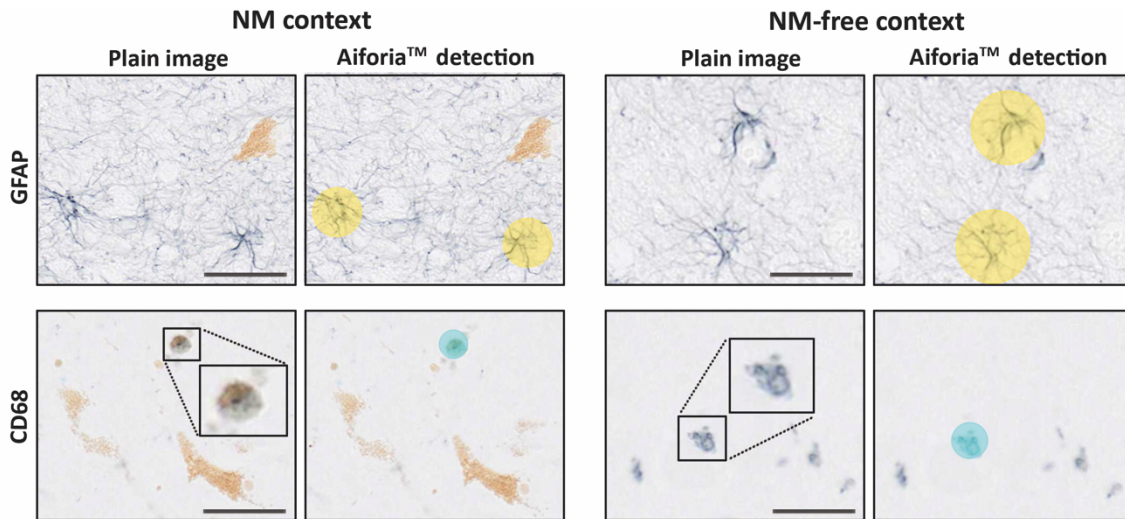 NM context
NM-free context
Plain image
Aiforia™ detection
Plain image
Aiforia™ detection
GFAP
CD68